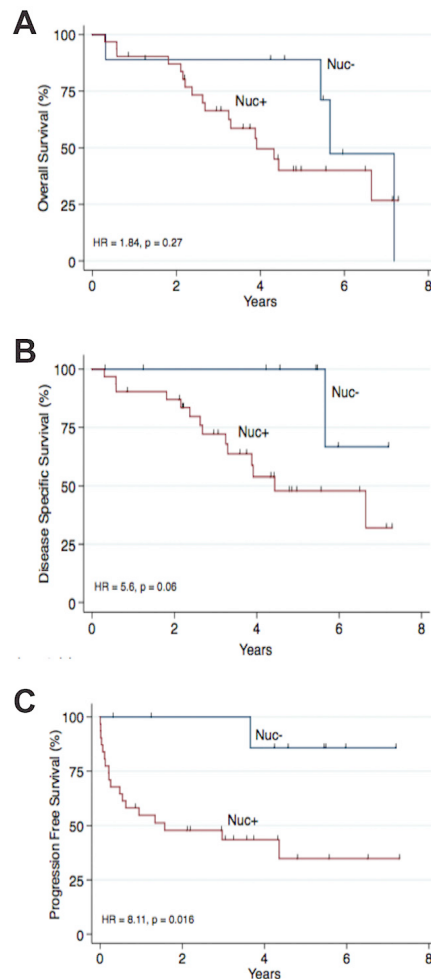 A
Overall Survival (%)
100
75
50
25
0
Nuc-
Nuc+
HR = 1.84, p = 0.27
0 2 4 6 8
Years
B
Disease Specific Survival (%)
100
75
50
25
0
Nuc-
Nuc+
HR = 5.6, p = 0.06
0 2 4 6 8
Years
C
Progression Free Survival (%)
100
75
50
25
0
Nuc-
Nuc+
HR = 8.11, p = 0.016
0 2 4 6 8
Years